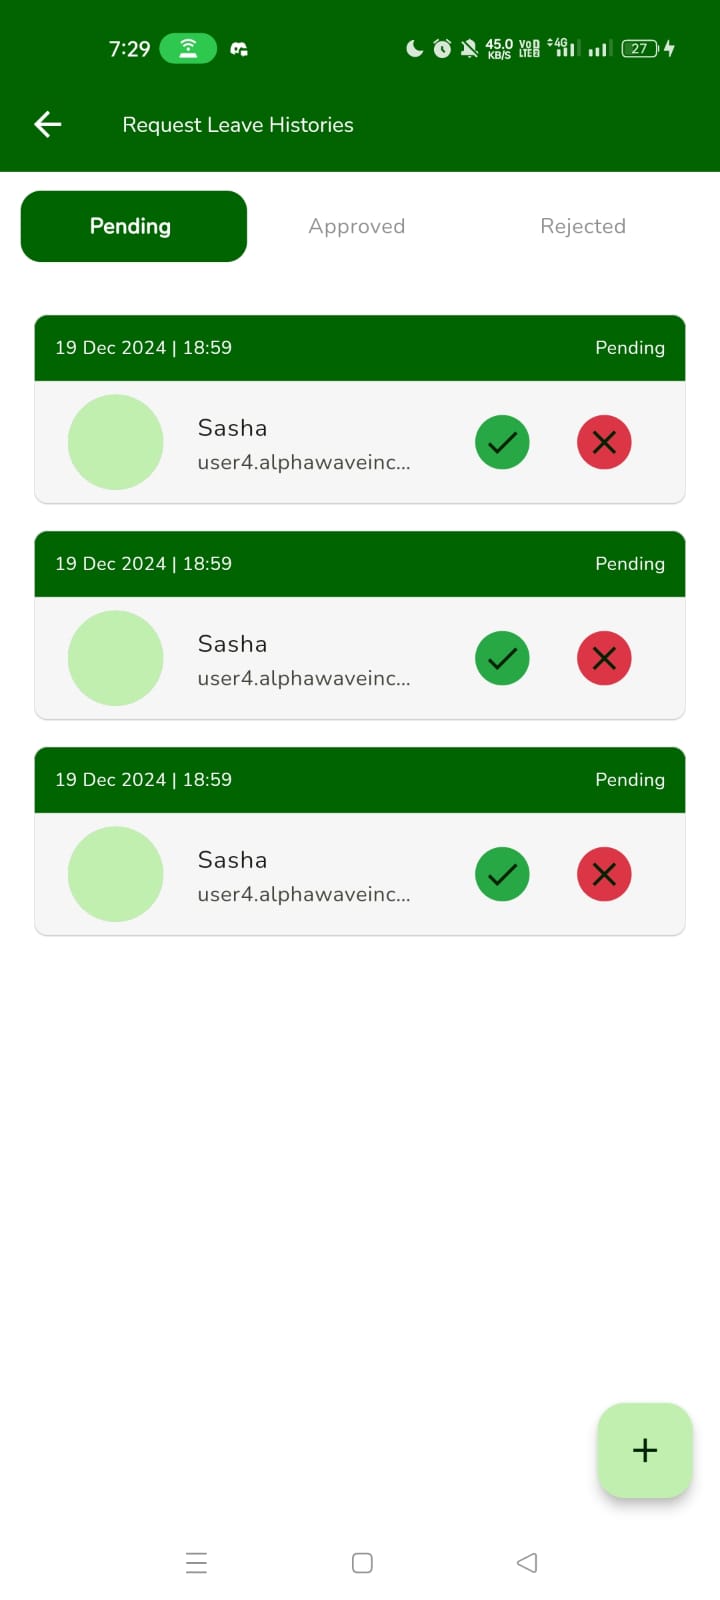 7:29 45.0 KB/S VoD LTE2 4G 27
Request Leave Histories
Pending Approved Rejected
19 Dec 2024 | 18:59 Pending
Sasha
user4.alphawaveinc...
19 Dec 2024 | 18:59 Pending
Sasha
user4.alphawaveinc...
19 Dec 2024 | 18:59 Pending
Sasha
user4.alphawaveinc...